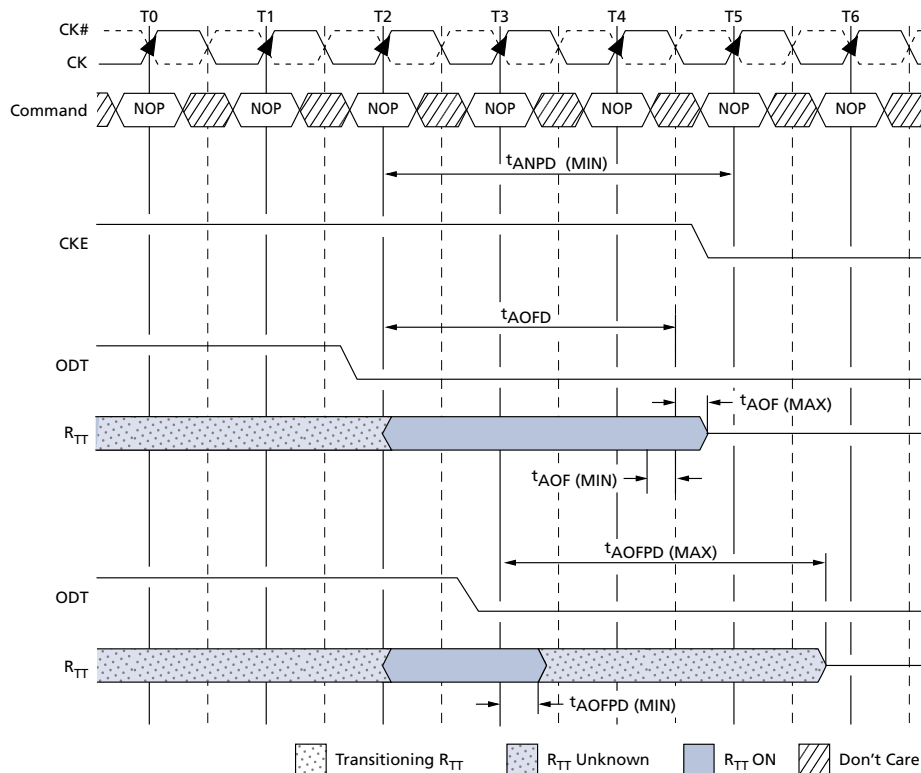 T0 T1 T2 T3 T4 T5 T6
CK#
CK
Command NOP NOP NOP NOP NOP NOP NOP
tANPD (MIN)
CKE
tAOFD
ODT
tAOF (MAX)
RTT
tAOF (MIN)
tAOFPD (MAX)
ODT
RTT
tAOFPD (MIN)
Transitioning RTT RTT Unknown RTT ON Don't Care